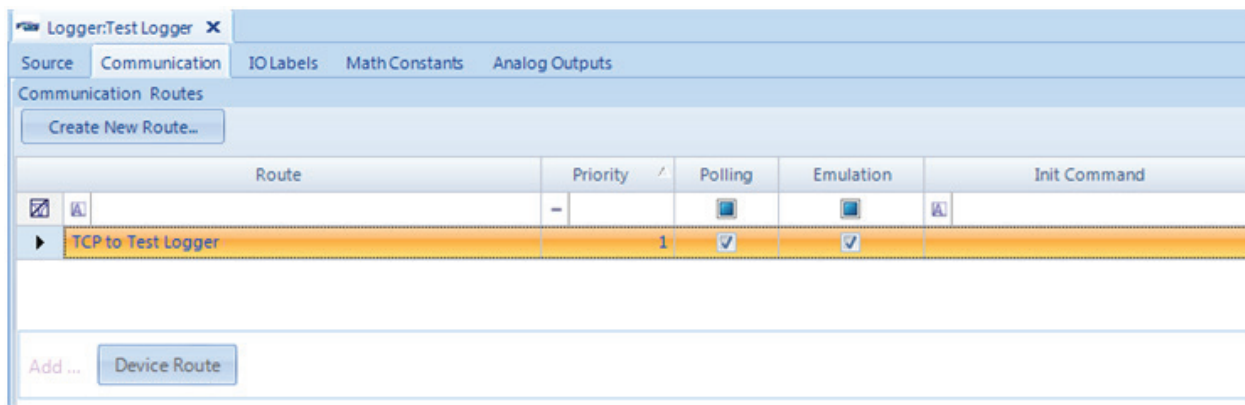 Logger:Test Logger X
Source Communication IO Labels Math Constants Analog Outputs
Communication Routes
Create New Route...
Route Priority Polling Emulation Init Command
TCP to Test Logger 1
Add ... Device Route